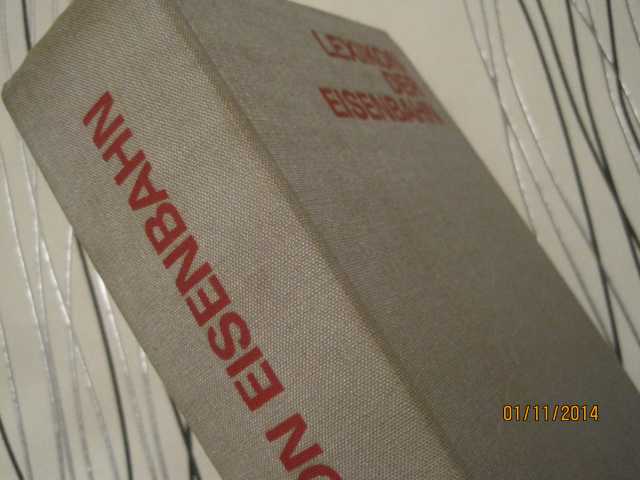 LEXIKON
DER
EISENBAHN
ON EISENBAHN
01/11/2014